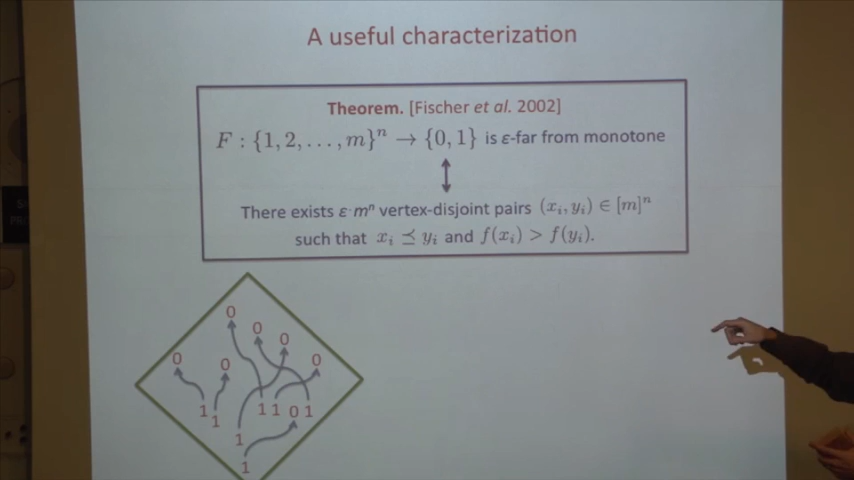 A useful characterization
Theorem. [Fischer et al. 2002]
F : {1, 2, . . . , m}ⁿ → {0, 1} is ε-far from monotone
There exists ε·mⁿ vertex-disjoint pairs (xᵢ, yᵢ) ∈ [m]ⁿ
such that xᵢ ⪯ yᵢ and f(xᵢ) > f(yᵢ).
0
0
0
0 0 0
1 1 1 0 1
1
1
1